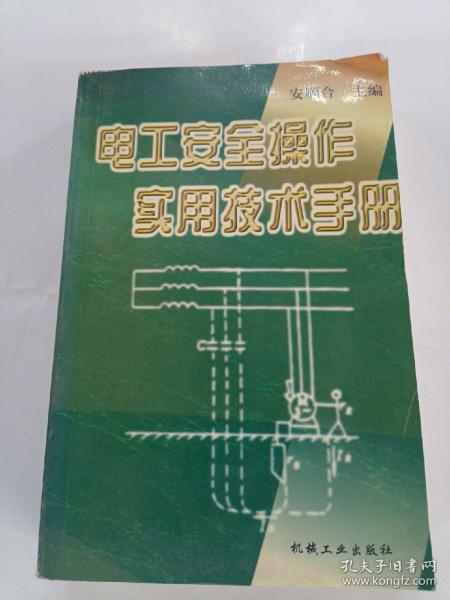 安顺合 主编
电工安全操作
实用技术手册
机械工业出版社
孔夫子旧书网
www.kongfz.com